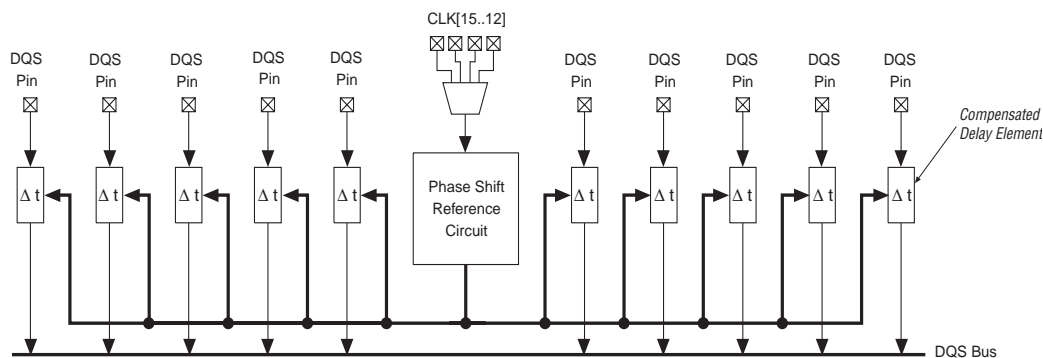 CLK[15..12]
DQS
Pin
DQS
Pin
DQS
Pin
DQS
Pin
DQS
Pin
DQS
Pin
DQS
Pin
DQS
Pin
DQS
Pin
DQS
Pin
Compensated
Delay Element
Δ t
Δ t
Δ t
Δ t
Δ t
Phase Shift
Reference
Circuit
Δ t
Δ t
Δ t
Δ t
Δ t
DQS Bus